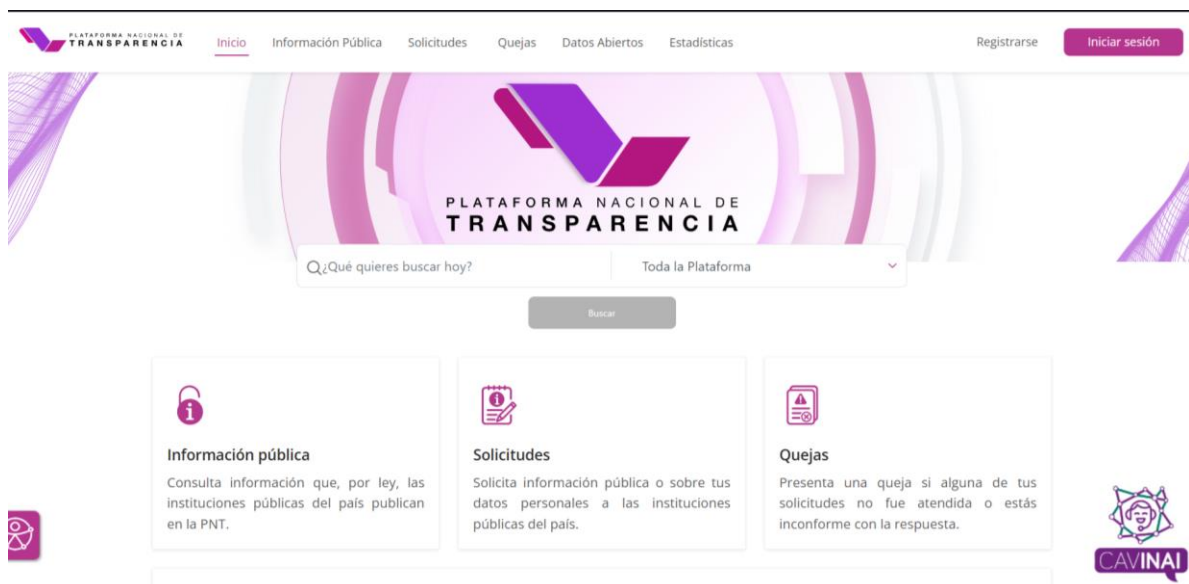 PLATAFORMA NACIONAL DE
TRANSPARENCIA
Inicio
Información Pública
Solicitudes
Quejas
Datos Abiertos
Estadísticas
Registrarse
Iniciar sesión
PLATAFORMA NACIONAL DE
TRANSPARENCIA
¿Qué quieres buscar hoy?
Toda la Plataforma
Buscar
Información pública
Consulta información que, por ley, las
instituciones públicas del país publican
en la PNT.
Solicitudes
Solicita información pública o sobre tus
datos personales a las instituciones
públicas del país.
Quejas
Presenta una queja si alguna de tus
solicitudes no fue atendida o estás
inconforme con la respuesta.
CAVINAI